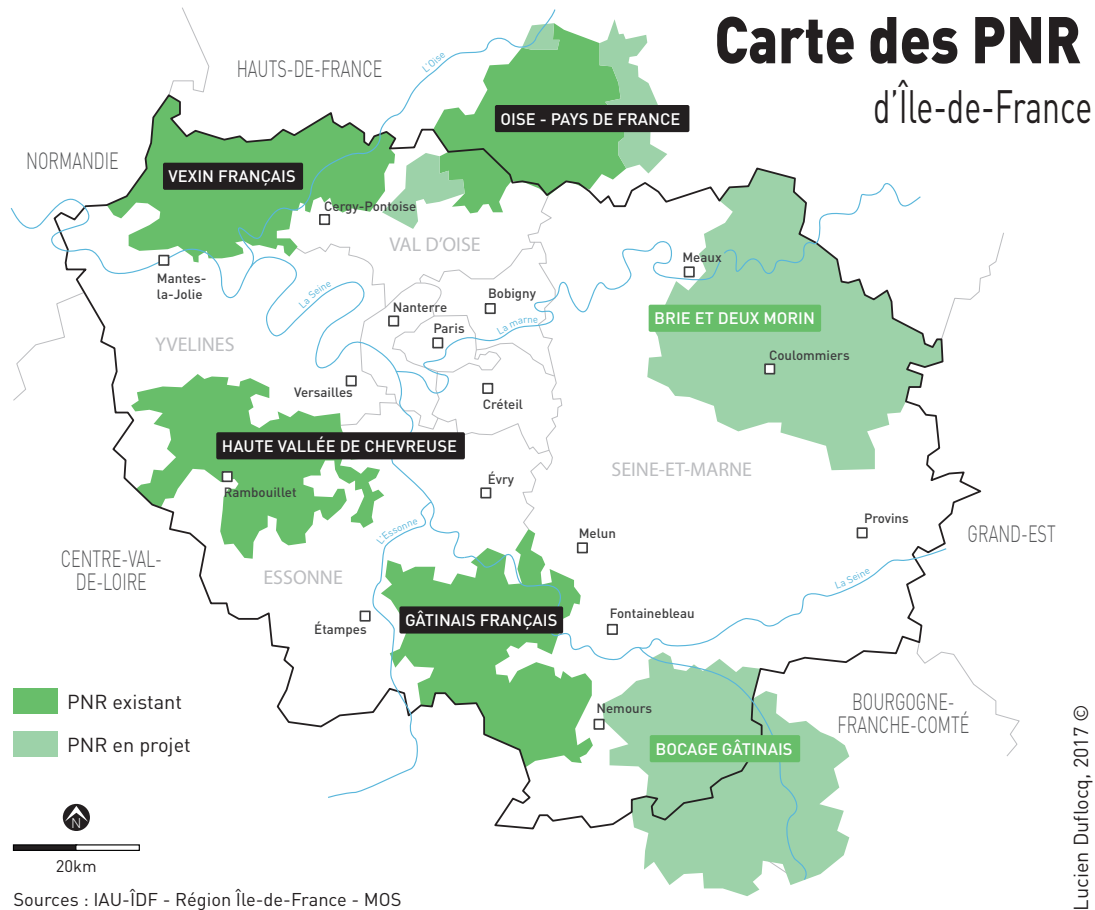 Carte des PNR
d'Île-de-France
HAUTS-DE-FRANCE
L'Oise
OISE - PAYS DE FRANCE
NORMANDIE
VEXIN FRANÇAIS
Cergy-Pontoise
VAL D'OISE
Mantes-
la-Jolie
La Seine
Meaux
Bobigny
Nanterre
La marne
Paris
BRIE ET DEUX MORIN
YVELINES
Coulommiers
Versailles
Créteil
HAUTE VALLÉE DE CHEVREUSE
SEINE-ET-MARNE
Rambouillet
Évry
L'Essonne
Melun
Provins
GRAND-EST
CENTRE-VAL-
DE-LOIRE
ESSONNE
La Seine
Étampes
GÂTINAIS FRANÇAIS
Fontainebleau
PNR existant
PNR en projet
Nemours
BOCAGE GÂTINAIS
BOURGOGNE-
FRANCHE-COMTÉ
N
20km
Sources : IAU-ÎDF - Région Île-de-France - MOS
Lucien Duflocq, 2017 ©